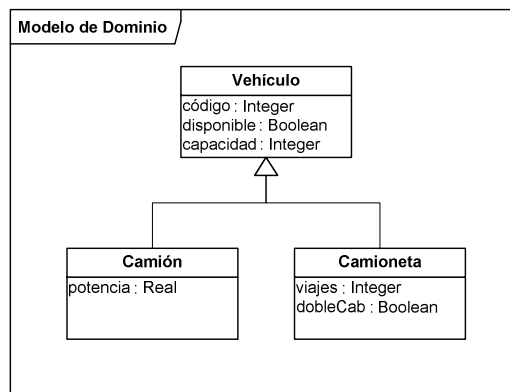 Modelo de Dominio
Vehículo
código : Integer
disponible : Boolean
capacidad : Integer
Camión
potencia : Real
Camioneta
viajes : Integer
dobleCab : Boolean